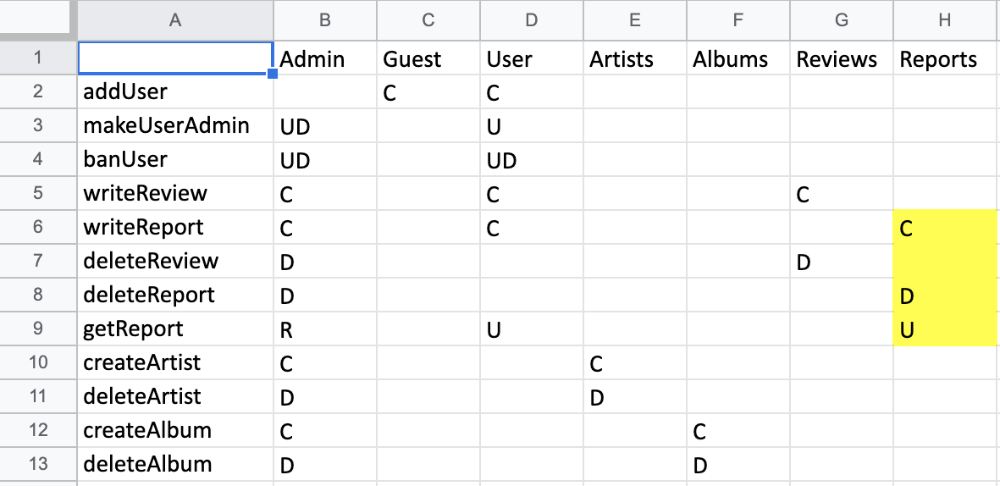 A B C D E F G H
1 Admin Guest User Artists Albums Reviews Reports
2 addUser C C
3 makeUserAdmin UD U
4 banUser UD UD
5 writeReview C C C
6 writeReport C C C
7 deleteReview D D
8 deleteReport D D
9 getReport R U U
10 createArtist C C
11 deleteArtist D D
12 createAlbum C C
13 deleteAlbum D D